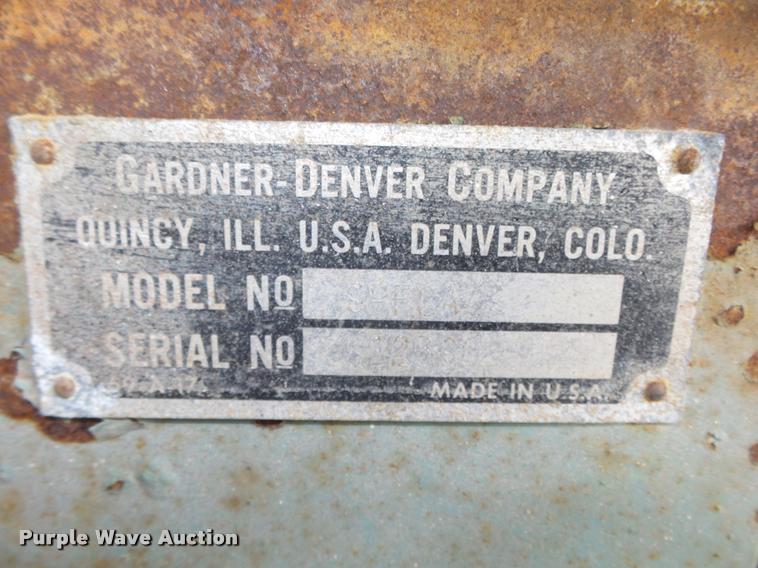 GARDNER-DENVER COMPANY
QUINCY, ILL. U.S.A. DENVER, COLO.
MODEL NO
SERIAL NO
MADE IN U.S.A.
Purple Wave Auction